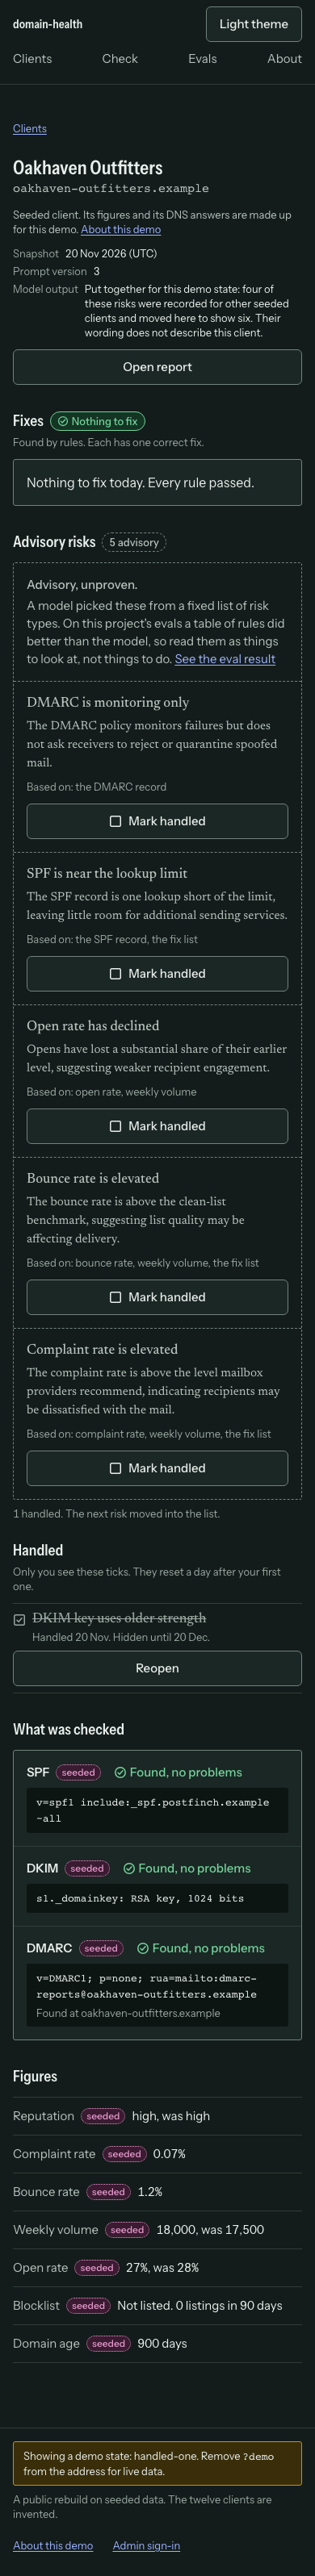 domain-health
Light theme
Clients Check Evals About
Clients
Oakhaven Outfitters
oakhaven-outfitters.example
Seeded client. Its figures and its DNS answers are made up
for this demo. About this demo
Snapshot 20 Nov 2026 (UTC)
Prompt version 3
Model output Put together for this demo state: four of
these risks were recorded for other seeded
clients and moved here to show six. Their
wording does not describe this client.
Open report
Fixes Nothing to fix
Found by rules. Each has one correct fix.
Nothing to fix today. Every rule passed.
Advisory risks 5 advisory
Advisory, unproven.
A model picked these from a fixed list of risk
types. On this project's evals a table of rules did
better than the model, so read them as things
to look at, not things to do. See the eval result
DMARC is monitoring only
The DMARC policy monitors failures but does
not ask receivers to reject or quarantine spoofed
mail.
Based on: the DMARC record
Mark handled
SPF is near the lookup limit
The SPF record is one lookup short of the limit,
leaving little room for additional sending services.
Based on: the SPF record, the fix list
Mark handled
Open rate has declined
Opens have lost a substantial share of their earlier
level, suggesting weaker recipient engagement.
Based on: open rate, weekly volume
Mark handled
Bounce rate is elevated
The bounce rate is above the clean-list
benchmark, suggesting list quality may be
affecting delivery.
Based on: bounce rate, weekly volume, the fix list
Mark handled
Complaint rate is elevated
The complaint rate is above the level mailbox
providers recommend, indicating recipients may
be dissatisfied with the mail.
Based on: complaint rate, weekly volume, the fix list
Mark handled
1 handled. The next risk moved into the list.
Handled
Only you see these ticks. They reset a day after your first
one.
DKIM key uses older strength
Handled 20 Nov. Hidden until 20 Dec.
Reopen
What was checked
SPF seeded Found, no problems
v=spf1 include:_spf.postfinch.example
~all
DKIM seeded Found, no problems
s1._domainkey: RSA key, 1024 bits
DMARC seeded Found, no problems
v=DMARC1; p=none; rua=mailto:dmarc-
reports@oakhaven-outfitters.example
Found at oakhaven-outfitters.example
Figures
Reputation seeded high, was high
Complaint rate seeded 0.07%
Bounce rate seeded 1.2%
Weekly volume seeded 18,000, was 17,500
Open rate seeded 27%, was 28%
Blocklist seeded Not listed. 0 listings in 90 days
Domain age seeded 900 days
Showing a demo state: handled-one. Remove ?demo
from the address for live data.
A public rebuild on seeded data. The twelve clients are
invented.
About this demo Admin sign-in